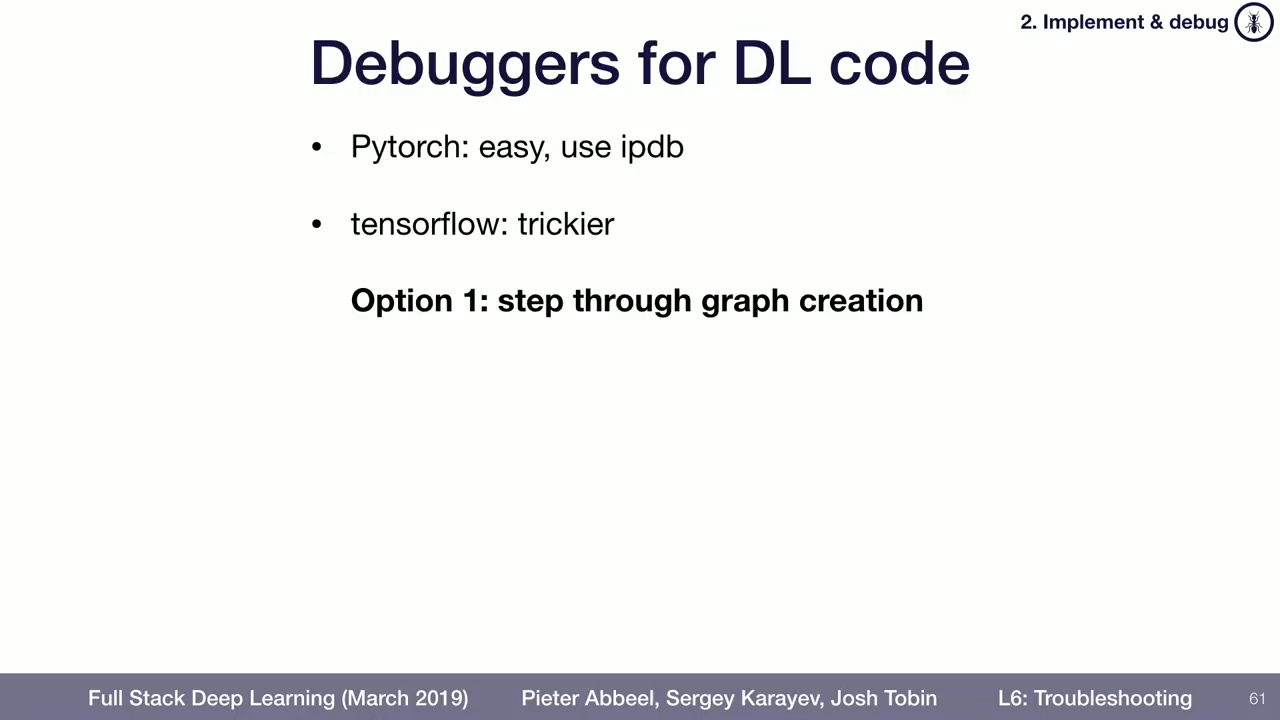 2. Implement & debug
Debuggers for DL code
• Pytorch: easy, use ipdb
• tensorflow: trickier
Option 1: step through graph creation
Full Stack Deep Learning (March 2019) Pieter Abbeel, Sergey Karayev, Josh Tobin L6: Troubleshooting 61